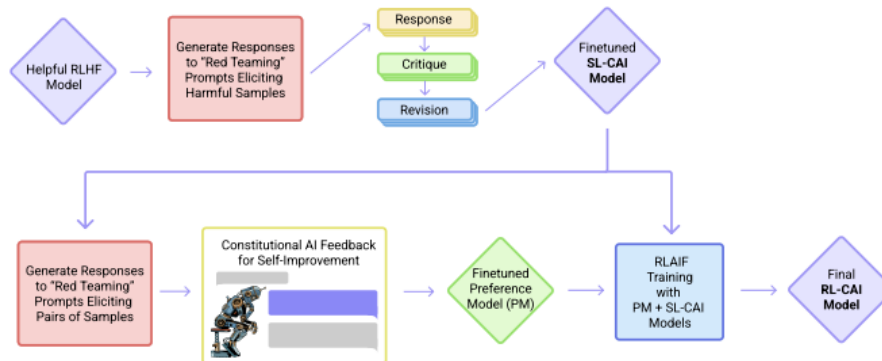 Helpful RLHF
Model
Generate Responses
to "Red Teaming"
Prompts Eliciting
Harmful Samples
Response
Critique
Revision
Finetuned
SL-CAI
Model
Generate Responses
to "Red Teaming"
Prompts Eliciting
Pairs of Samples
Constitutional AI Feedback
for Self-Improvement
Finetuned
Preference
Model (PM)
RLAIF
Training
with
PM + SL-CAI
Models
Final
RL-CAI
Model